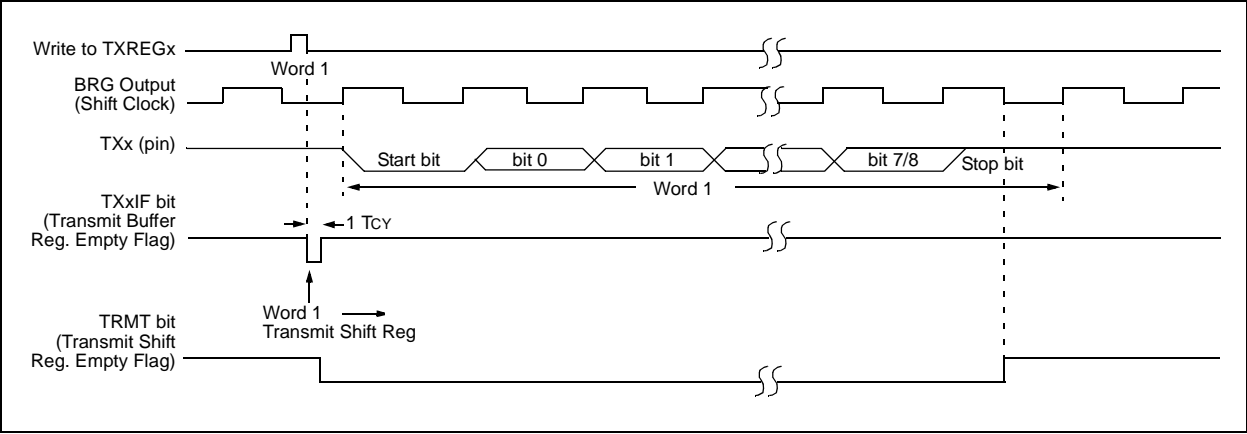 Write to TXREGx
Word 1
BRG Output
(Shift Clock)
TXx (pin)
Start bit
bit 0
bit 1
bit 7/8
Stop bit
Word 1
TXxIF bit
(Transmit Buffer
Reg. Empty Flag)
1 TCY
Word 1
Transmit Shift Reg
TRMT bit
(Transmit Shift
Reg. Empty Flag)